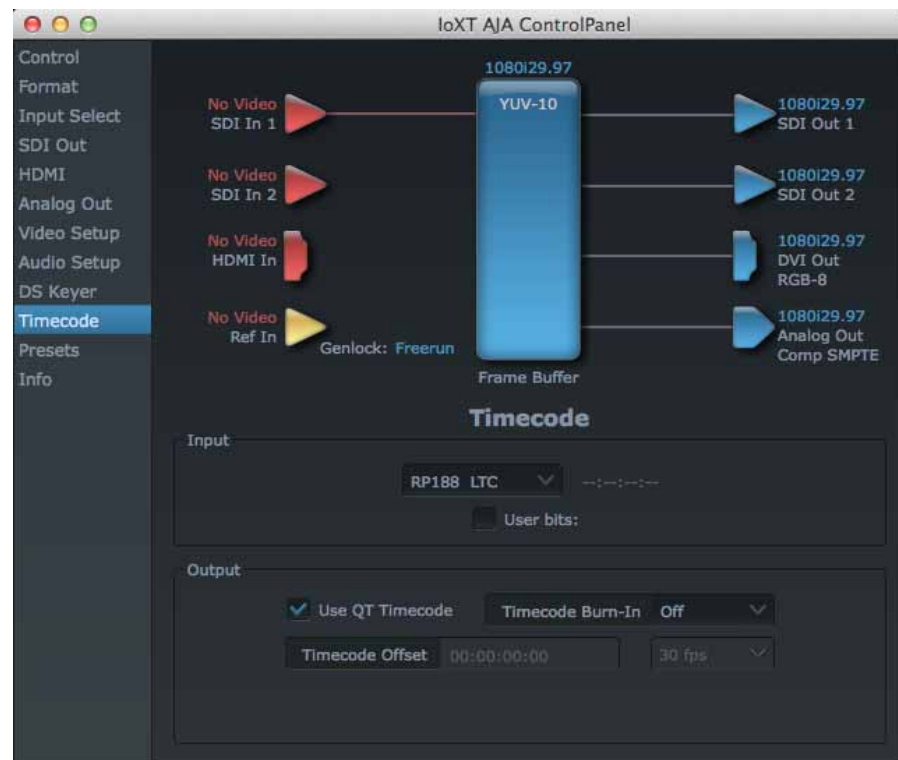 IoXT AJA ControlPanel
Control
Format
Input Select
SDI Out
HDMI
Analog Out
Video Setup
Audio Setup
DS Keyer
Timecode
Presets
Info
1080i29.97
YUV-10
No Video
SDI In 1
No Video
SDI In 2
No Video
HDMI In
No Video
Ref In
Genlock: Freerun
Frame Buffer
1080i29.97
SDI Out 1
1080i29.97
SDI Out 2
1080i29.97
DVI Out
RGB-8
1080i29.97
Analog Out
Comp SMPTE
Timecode
Input
RP188 LTC --:--:--:--
User bits:
Output
Use QT Timecode Timecode Burn-In Off
Timecode Offset 00:00:00:00 30 fps